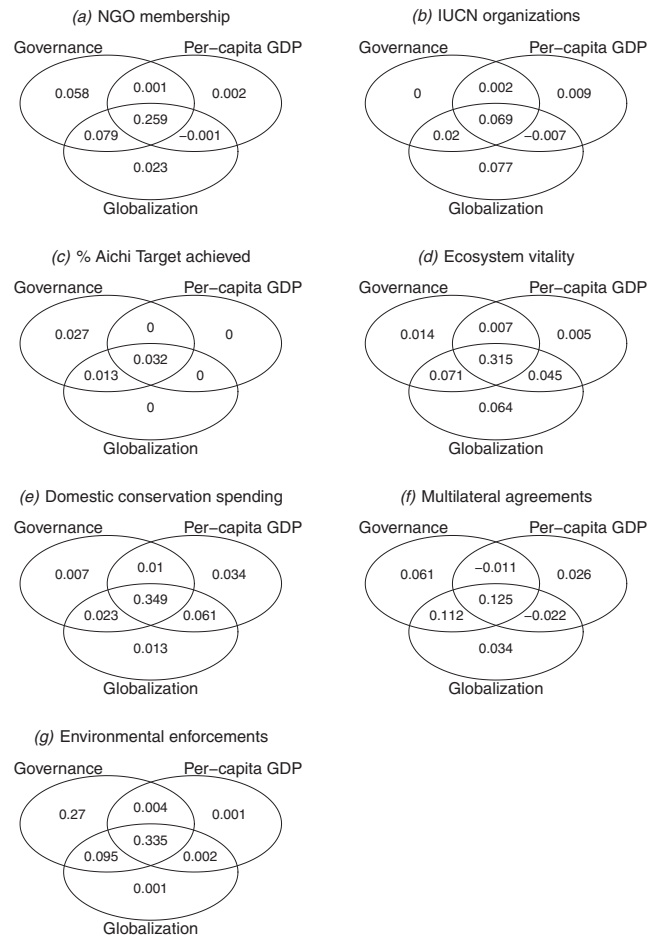 (a) NGO membership
Governance Per−capita GDP
0.058 0.001 0.002
0.259
0.079 −0.001
0.023
Globalization
(b) IUCN organizations
Governance Per−capita GDP
0 0.002 0.009
0.069
0.02 −0.007
0.077
Globalization
(c) % Aichi Target achieved
Governance Per−capita GDP
0.027 0 0
0.032
0.013 0
0
Globalization
(d) Ecosystem vitality
Governance Per−capita GDP
0.014 0.007 0.005
0.315
0.071 0.045
0.064
Globalization
(e) Domestic conservation spending
Governance Per−capita GDP
0.007 0.01 0.034
0.349
0.023 0.061
0.013
Globalization
(f) Multilateral agreements
Governance Per−capita GDP
0.061 −0.011 0.026
0.125
0.112 −0.022
0.034
Globalization
(g) Environmental enforcements
Governance Per−capita GDP
0.27 0.004 0.001
0.335
0.095 0.002
0.001
Globalization